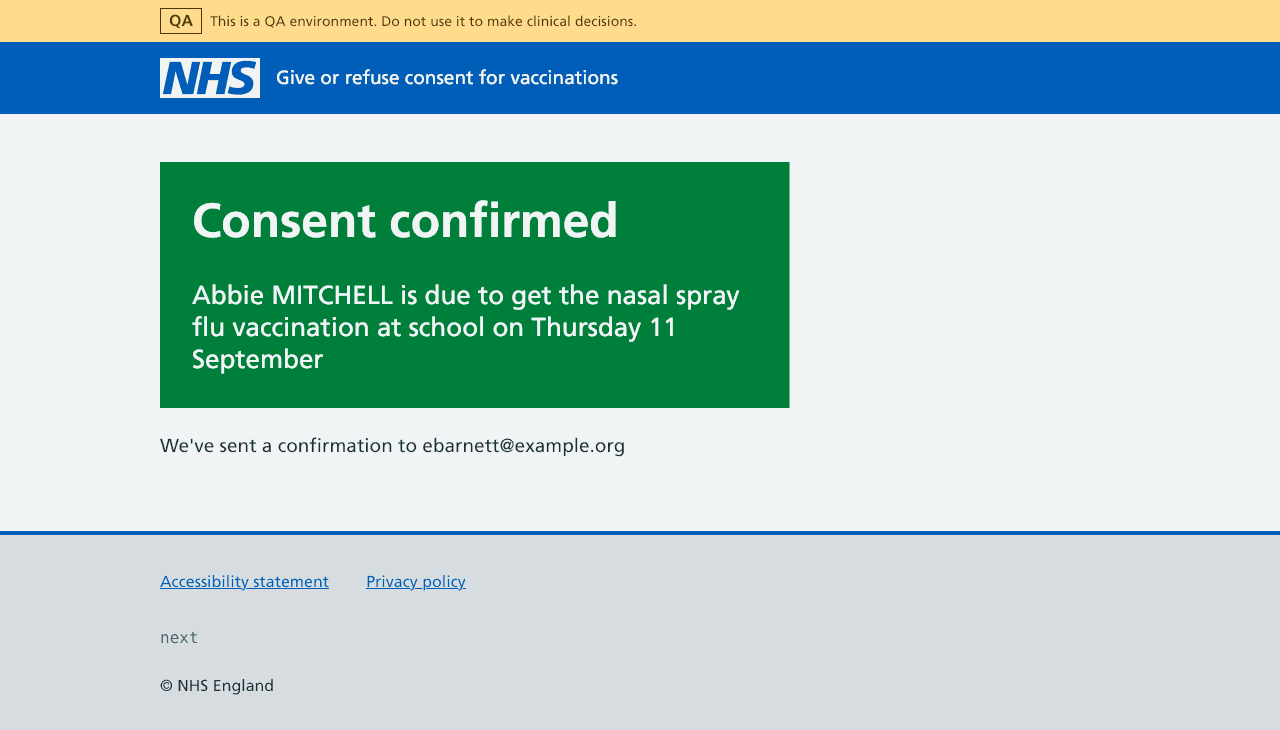 QA This is a QA environment. Do not use it to make clinical decisions.
NHS Give or refuse consent for vaccinations
Consent confirmed
Abbie MITCHELL is due to get the nasal spray
flu vaccination at school on Thursday 11
September
We've sent a confirmation to ebarnett@example.org
Accessibility statement Privacy policy
next
© NHS England